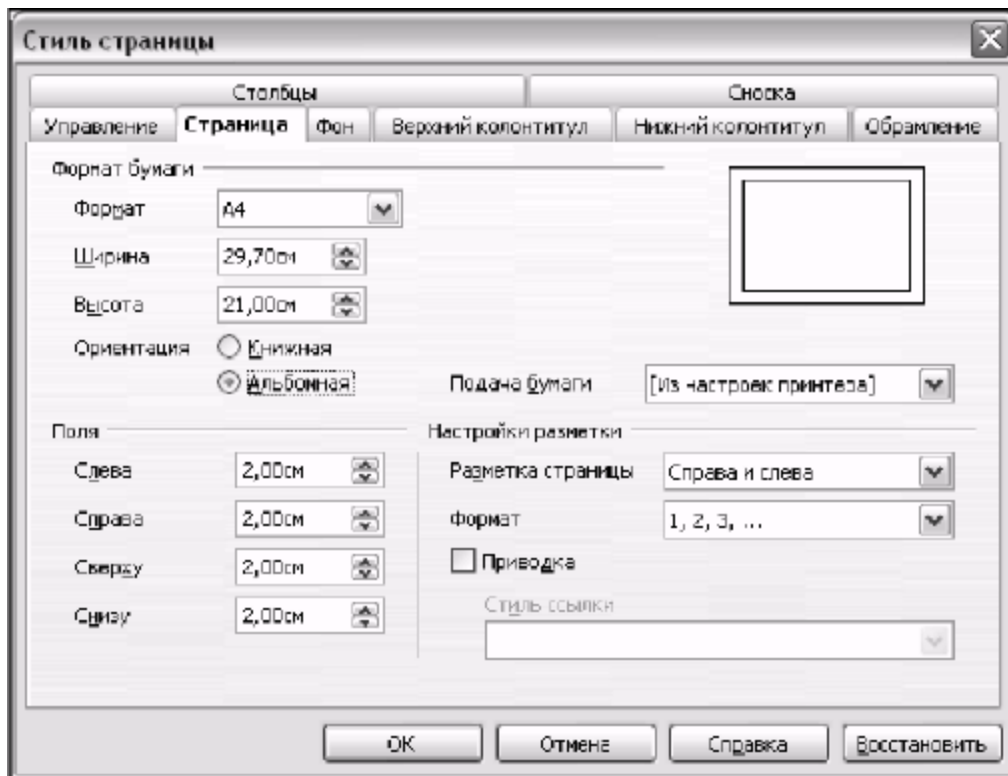 Стиль страницы
Столбцы Сноска
Управление Страница Фон Верхний колонтитул Нижний колонтитул Обрамление
Формат бумаги
Формат А4
Ширина 29,70см
Высота 21,00см
Ориентация Книжная
Альбомная Подача бумаги [Из настроек принтера]
Поля Настройки разметки
Слева 2,00см Разметка страницы Справа и слева
Справа 2,00см Формат 1, 2, 3, ...
Сверху 2,00см Приводка
Стиль ссылки
Снизу 2,00см
ОК Отмена Справка Восстановить